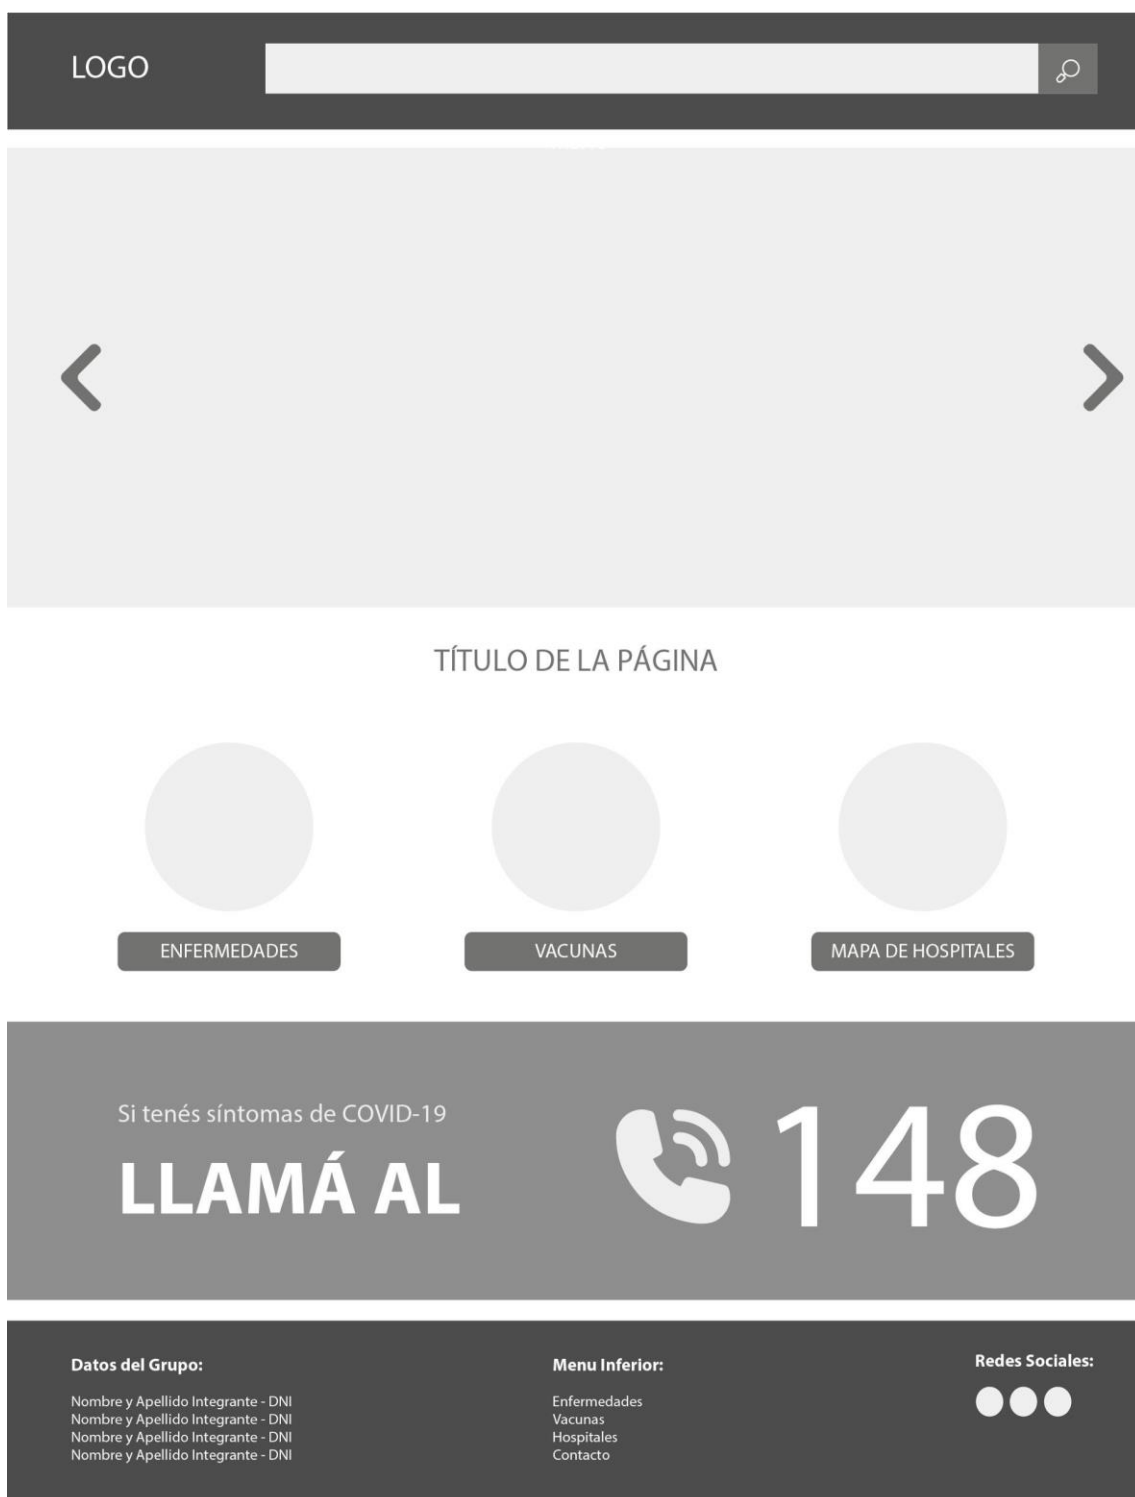 LOGO
TÍTULO DE LA PÁGINA
ENFERMEDADES
VACUNAS
MAPA DE HOSPITALES
Si tenés síntomas de COVID-19
LLAMÁ AL
148
Datos del Grupo:
Nombre y Apellido Integrante - DNI
Nombre y Apellido Integrante - DNI
Nombre y Apellido Integrante - DNI
Nombre y Apellido Integrante - DNI
Menu Inferior:
Enfermedades
Vacunas
Hospitales
Contacto
Redes Sociales: